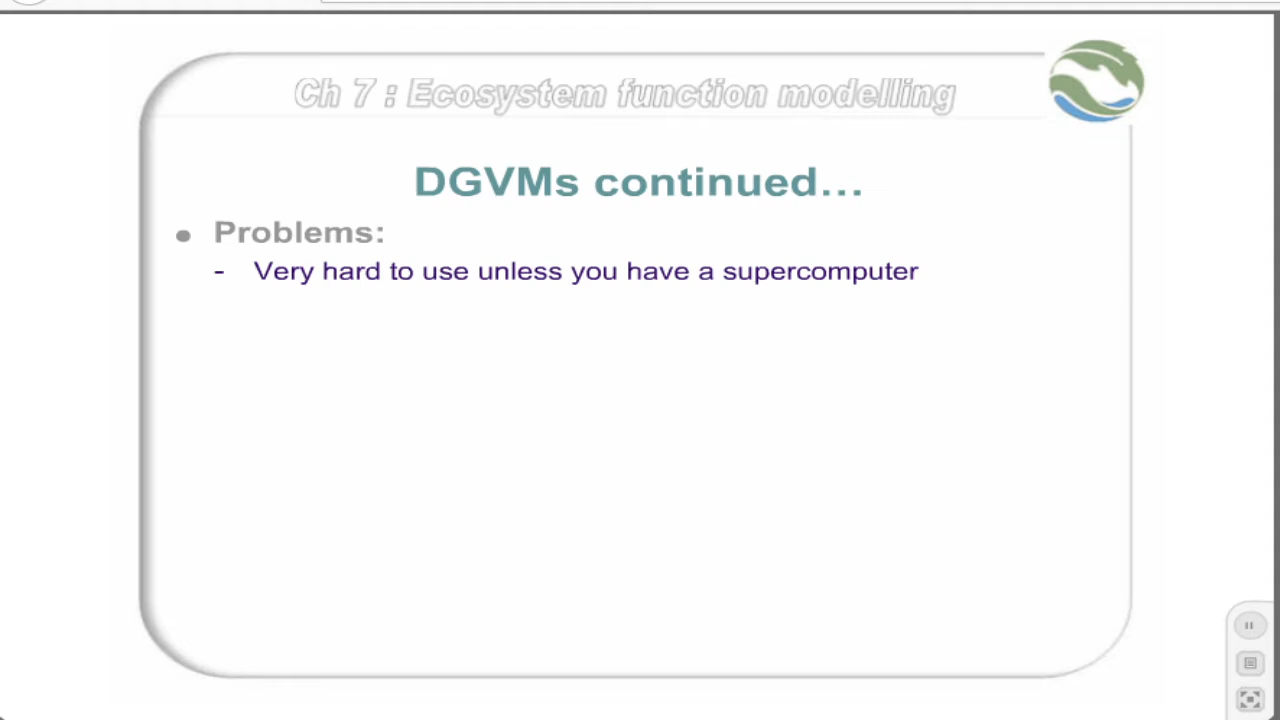 Ch 7 : Ecosystem function modelling
DGVMs continued...
● Problems:
- Very hard to use unless you have a supercomputer